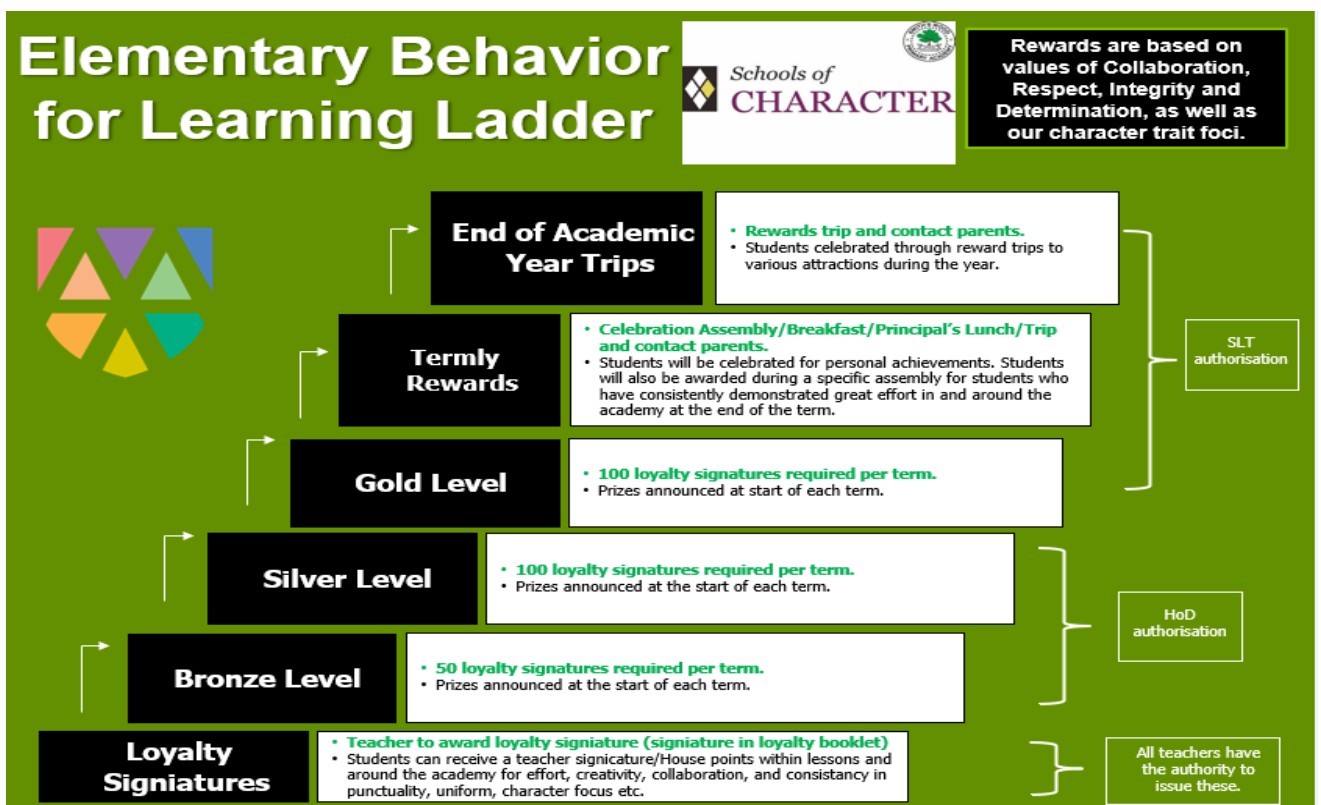 Elementary Behavior
for Learning Ladder
Schools of
CHARACTER
Rewards are based on
values of Collaboration,
Respect, Integrity and
Determination, as well as
our character trait foci.
End of Academic
Year Trips
• Rewards trip and contact parents.
• Students celebrated through reward trips to
various attractions during the year.
Termly
Rewards
• Celebration Assembly/Breakfast/Principal's Lunch/Trip
and contact parents.
• Students will be celebrated for personal achievements. Students
will also be awarded during a specific assembly for students who
have consistently demonstrated great effort in and around the
academy at the end of the term.
SLT
authorisation
Gold Level
• 100 loyalty signatures required per term.
• Prizes announced at start of each term.
Silver Level
• 100 loyalty signatures required per term.
• Prizes announced at the start of each term.
HoD
authorisation
Bronze Level
• 50 loyalty signatures required per term.
• Prizes announced at the start of each term.
Loyalty
Signiatures
• Teacher to award loyalty signiature (signature in loyalty booklet)
• Students can receive a teacher signicature/House points within lessons and
around the academy for effort, creativity, collaboration, and consistancy in
punctuality, uniform, character focus etc.
All teachers have
the authority to
issue these.